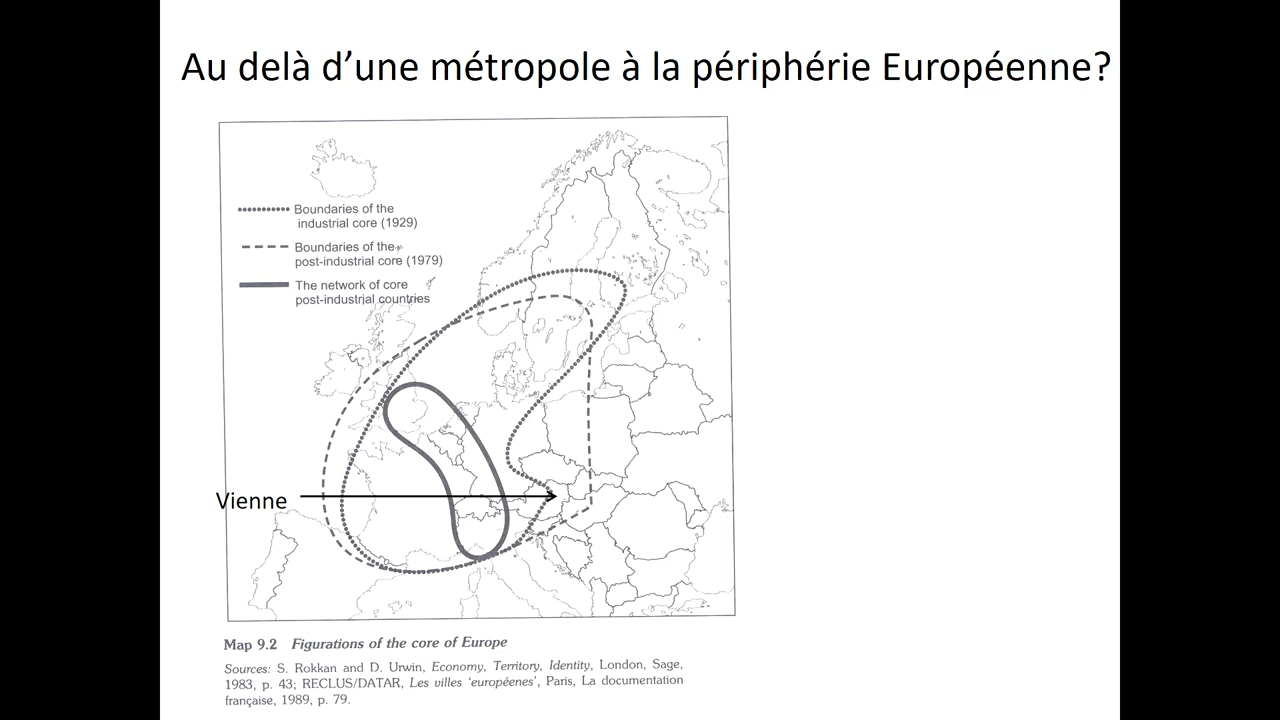 Au delà d’une métropole à la périphérie Européenne?
Boundaries of the
industrial core (1929)
Boundaries of the
post-industrial core (1979)
The network of core
post-industrial countries
Vienne
Map 9.2 Figurations of the core of Europe
Sources: S. Rokkan and D. Urwin, Economy, Territory, Identity, London, Sage,
1983, p. 43; RECLUS/DATAR, Les villes ‘européenes’, Paris, La documentation
française, 1989, p. 79.